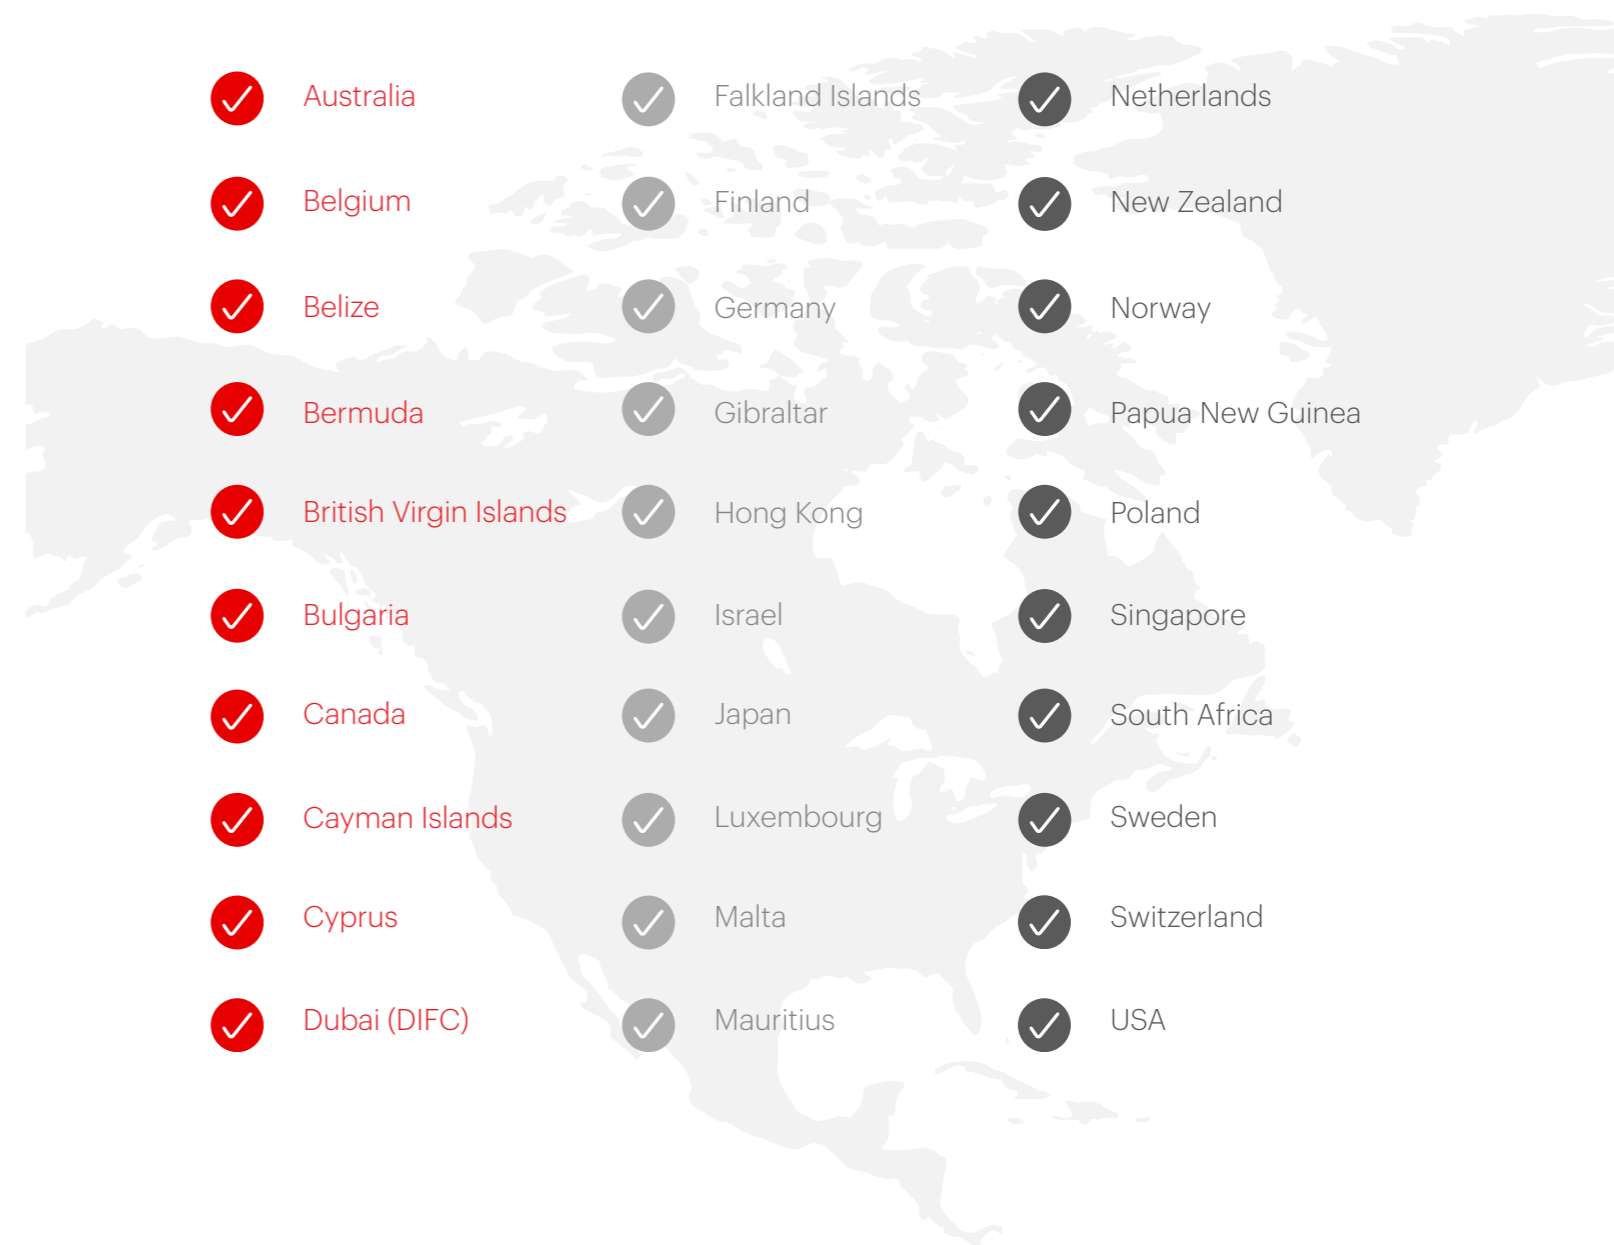 Australia
Belgium
Belize
Bermuda
British Virgin Islands
Bulgaria
Canada
Cayman Islands
Cyprus
Dubai (DIFC)
Falkland Islands
Finland
Germany
Gibraltar
Hong Kong
Israel
Japan
Luxembourg
Malta
Mauritius
Netherlands
New Zealand
Norway
Papua New Guinea
Poland
Singapore
South Africa
Sweden
Switzerland
USA